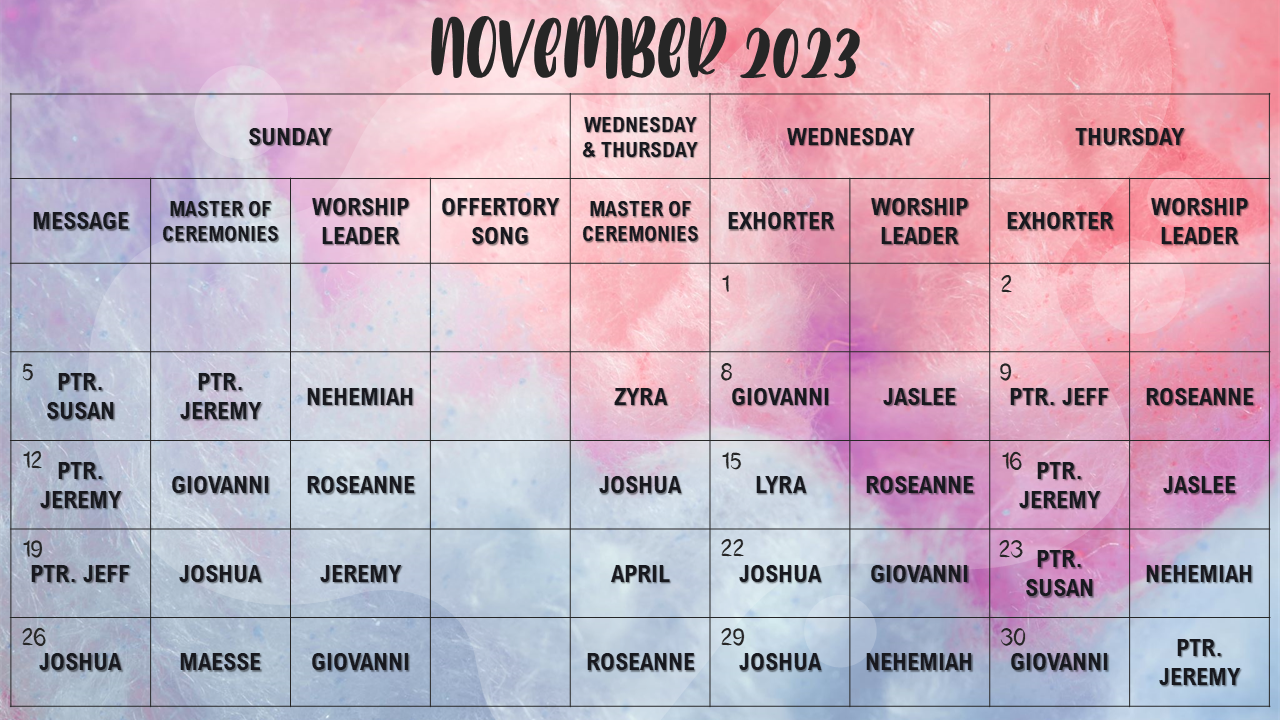 NOVEMBER 2023
SUNDAY
WEDNESDAY
& THURSDAY
WEDNESDAY
THURSDAY
MESSAGE
MASTER OF
CEREMONIES
WORSHIP
LEADER
OFFERTORY
SONG
MASTER OF
CEREMONIES
EXHORTER
WORSHIP
LEADER
EXHORTER
WORSHIP
LEADER
1
2
5
PTR.
SUSAN
PTR.
JEREMY
NEHEMIAH
ZYRA
8
GIOVANNI
JASLEE
9
PTR. JEFF
ROSEANNE
12
PTR.
JEREMY
GIOVANNI
ROSEANNE
JOSHUA
15
LYRA
ROSEANNE
16
PTR.
JEREMY
JASLEE
19
PTR. JEFF
JOSHUA
JEREMY
APRIL
22
JOSHUA
GIOVANNI
23
PTR.
SUSAN
NEHEMIAH
26
JOSHUA
MAESSE
GIOVANNI
ROSEANNE
29
JOSHUA
NEHEMIAH
30
GIOVANNI
PTR.
JEREMY